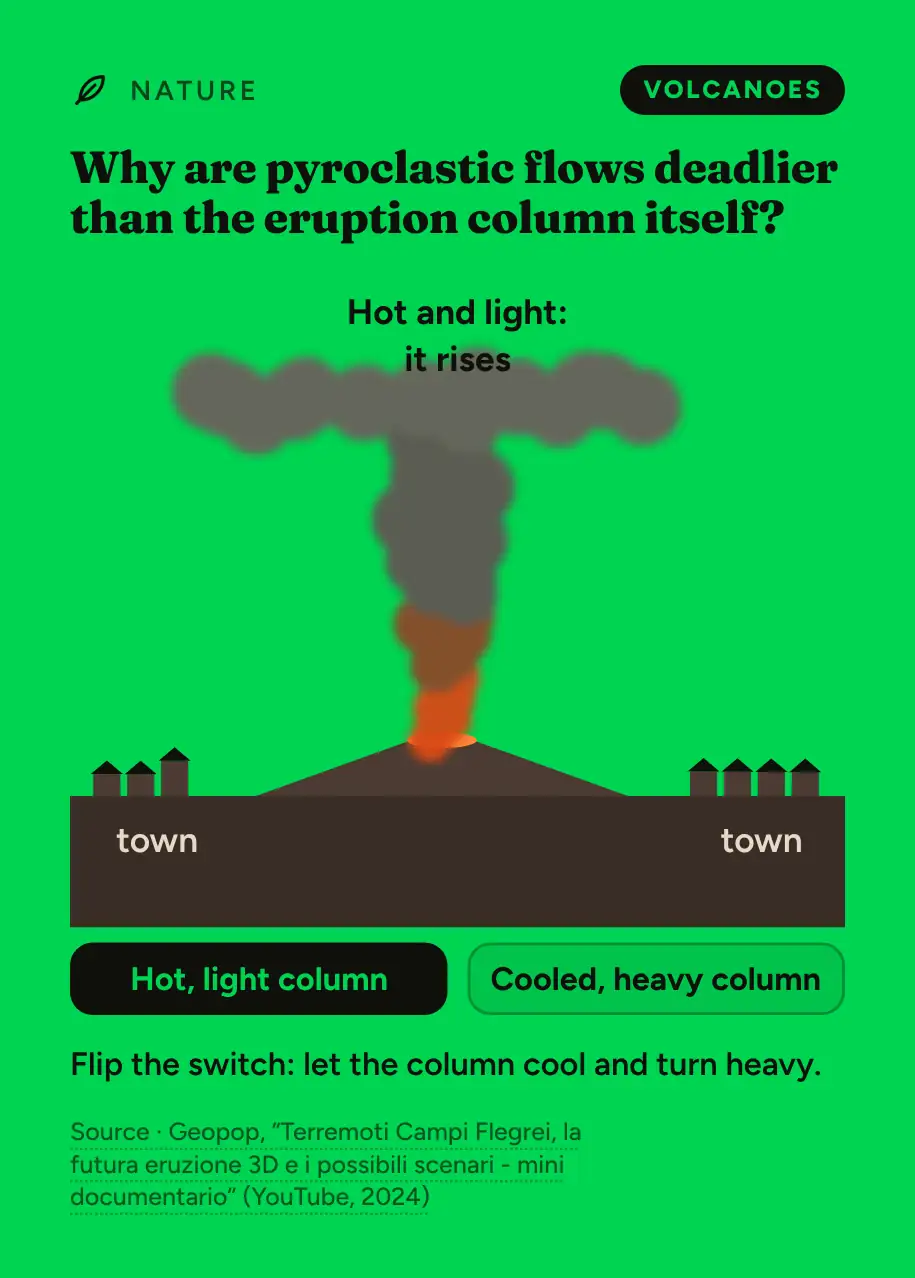 NATURE
VOLCANOES
Why are pyroclastic flows deadlier
than the eruption column itself?
Hot and light:
it rises
town
town
Hot, light column
Cooled, heavy column
Flip the switch: let the column cool and turn heavy.
Source · Geopop, "Terremoti Campi Flegrei, la
futura eruzione 3D e i possibili scenari - mini
documentario" (YouTube, 2024)